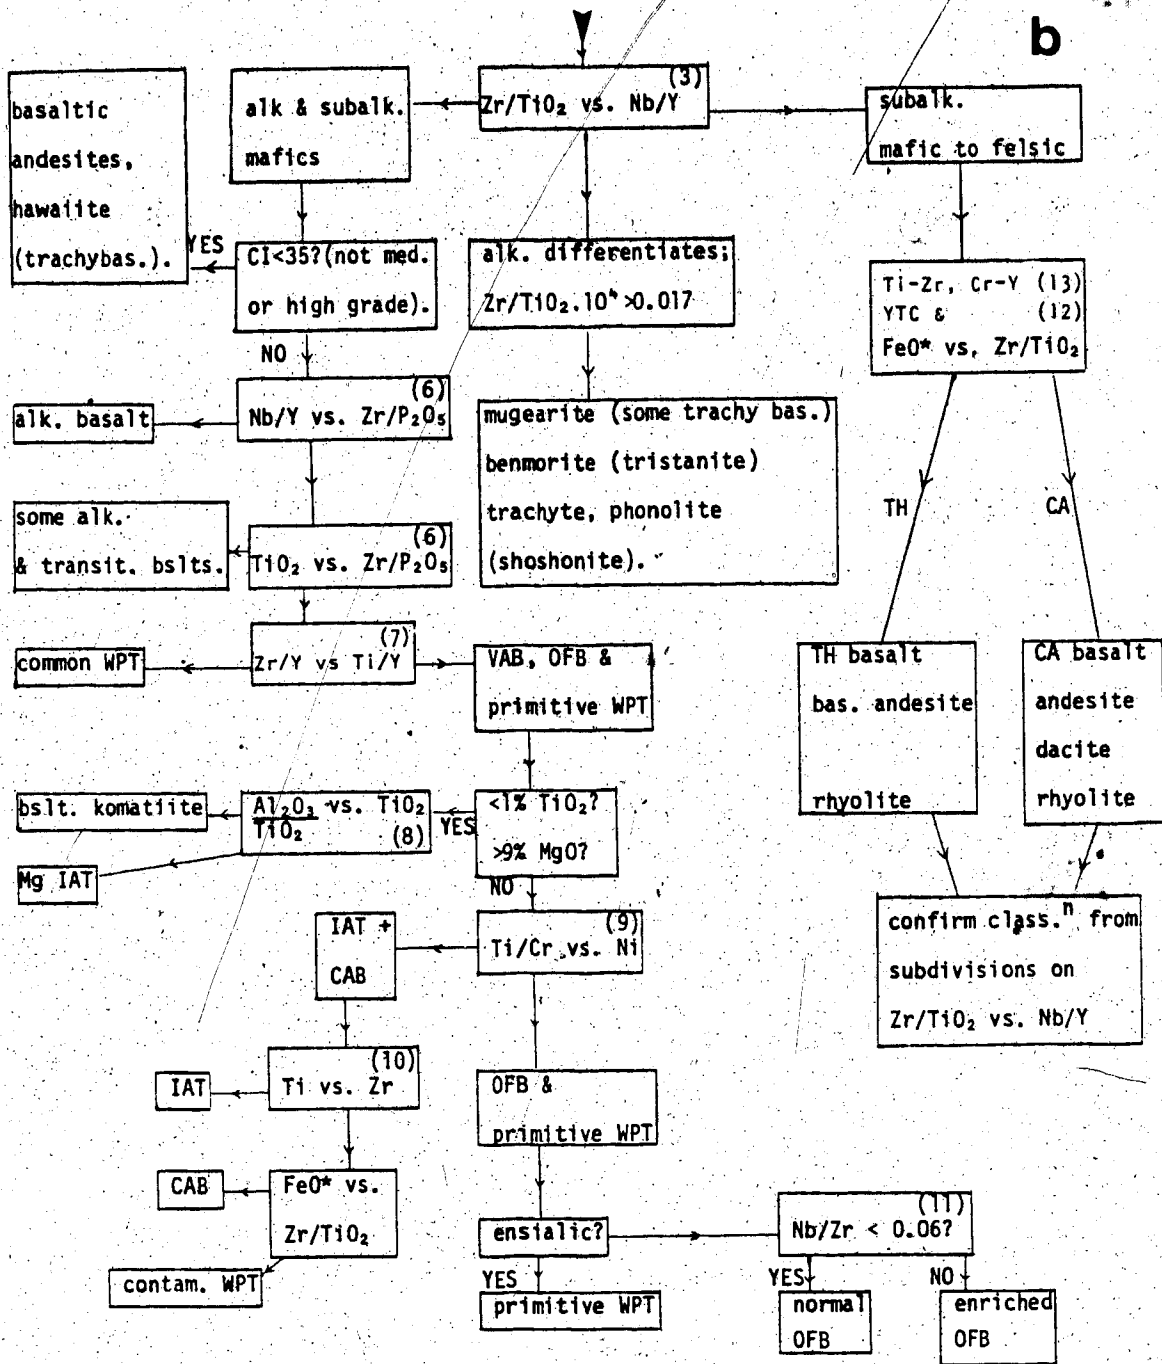 b
(3)
Zr/TiO₂ vs. Nb/Y
alk & subalk.
mafics
basaltic
andesites,
hawaiite
(trachybas.).
subalk.
mafic to felsic
YES
CI<35?(not med.
or high grade).
NO
alk. differentiates;
Zr/TiO₂.10⁴>0.017
Ti-Zr, Cr-Y (13)
YTC & (12)
FeO* vs. Zr/TiO₂
(6)
Nb/Y vs. Zr/P₂O₅
alk. basalt
mugearite (some trachy bas.)
benmorite (tristanite)
trachyte, phonolite
(shoshonite).
TH
CA
some alk.
& transit. bslts.
(6)
TiO₂ vs. Zr/P₂O₅
(7)
Zr/Y vs Ti/Y
common WPT
VAB, OFB &
primitive WPT
TH basalt
bas. andesite
rhyolite
CA basalt
andesite
dacite
rhyolite
bslt. komatiite
Al₂O₃ vs. TiO₂
TiO₂
(8)
YES
<1% TiO₂?
>9% MgO?
NO
Mg IAT
IAT +
CAB
(9)
Ti/Cr vs. Ni
confirm class.ⁿ from
subdivisions on
Zr/TiO₂ vs. Nb/Y
(10)
Ti vs. Zr
IAT
OFB &
primitive WPT
CAB
FeO* vs.
Zr/TiO₂
contam. WPT
ensialic?
YES
primitive WPT
(11)
Nb/Zr < 0.06?
YES
NO
normal
OFB
enriched
OFB